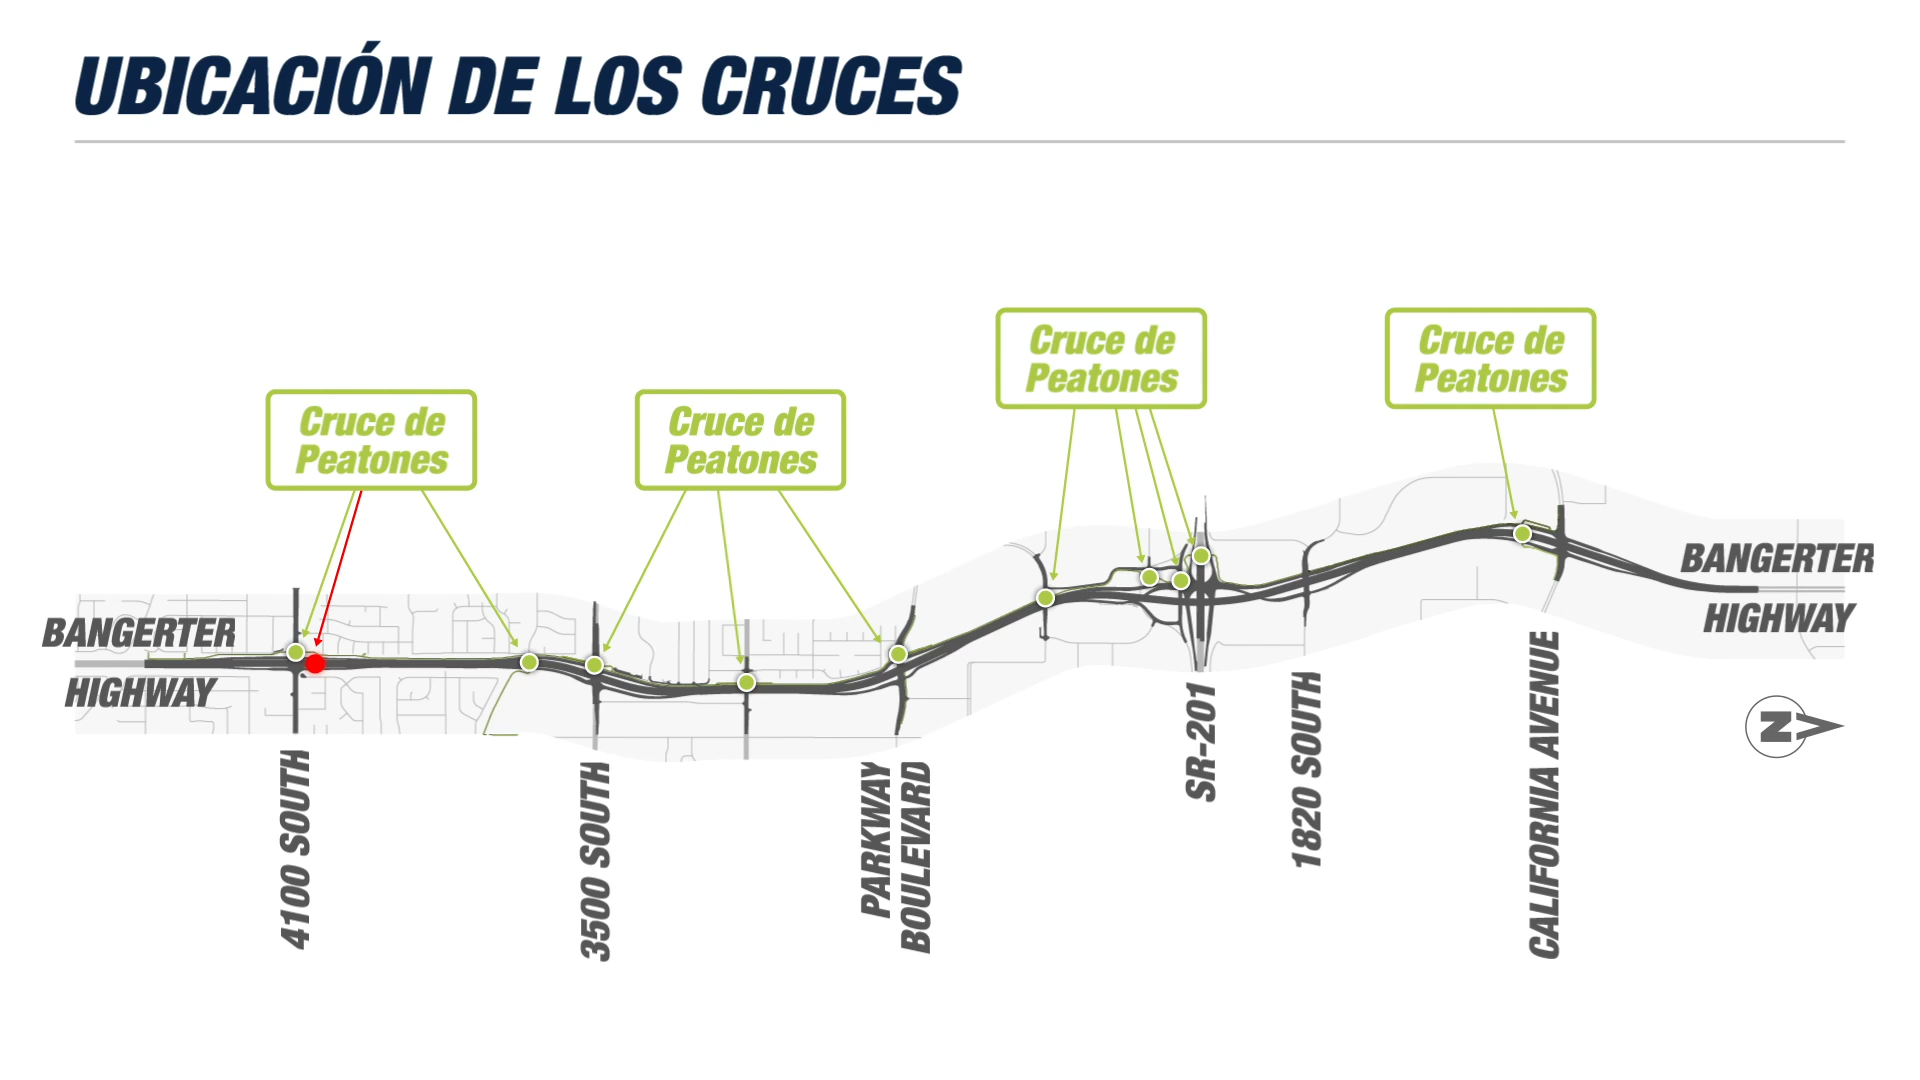 UBICACIÓN DE LOS CRUCES
Cruce de
Peatones
Cruce de
Peatones
Cruce de
Peatones
Cruce de
Peatones
BANGERTER
HIGHWAY
BANGERTER
HIGHWAY
4100 SOUTH
3500 SOUTH
PARKWAY
BOULEVARD
SR-201
1820 SOUTH
CALIFORNIA AVENUE
N